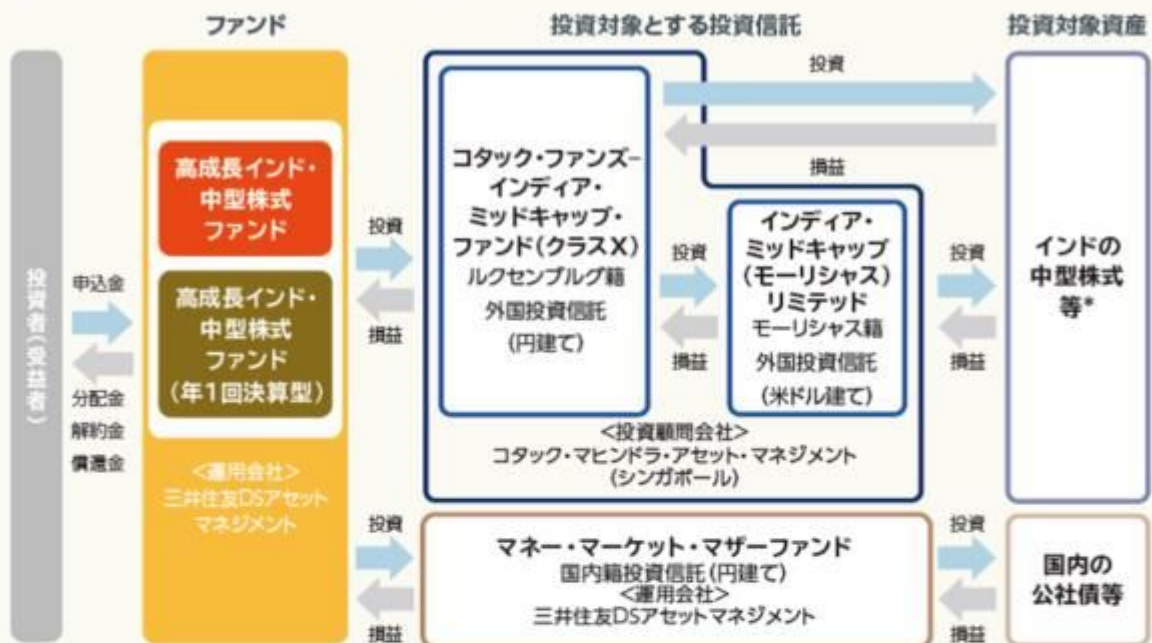 ファンド
投資対象とする投資信託
投資対象資産
投資者(受益者)
申込金
分配金
解約金
償還金
高成長インド・
中型株式
ファンド
高成長インド・
中型株式
ファンド
(年1回決算型)
<運用会社>
三井住友DSアセット
マネジメント
投資
損益
コタック・ファンズ−
インディア・
ミッドキャップ・
ファンド(クラスX)
ルクセンブルグ籍
外国投資信託
(円建て)
投資
損益
投資
損益
インディア・
ミッドキャップ
(モーリシャス)
リミテッド
モーリシャス籍
外国投資信託
(米ドル建て)
投資
損益
<投資顧問会社>
コタック・マヒンドラ・アセット・マネジメント
(シンガポール)
インドの
中型株式
等*
投資
損益
マネー・マーケット・マザーファンド
国内籍投資信託(円建て)
<運用会社>
三井住友DSアセットマネジメント
投資
損益
国内の
公社債等